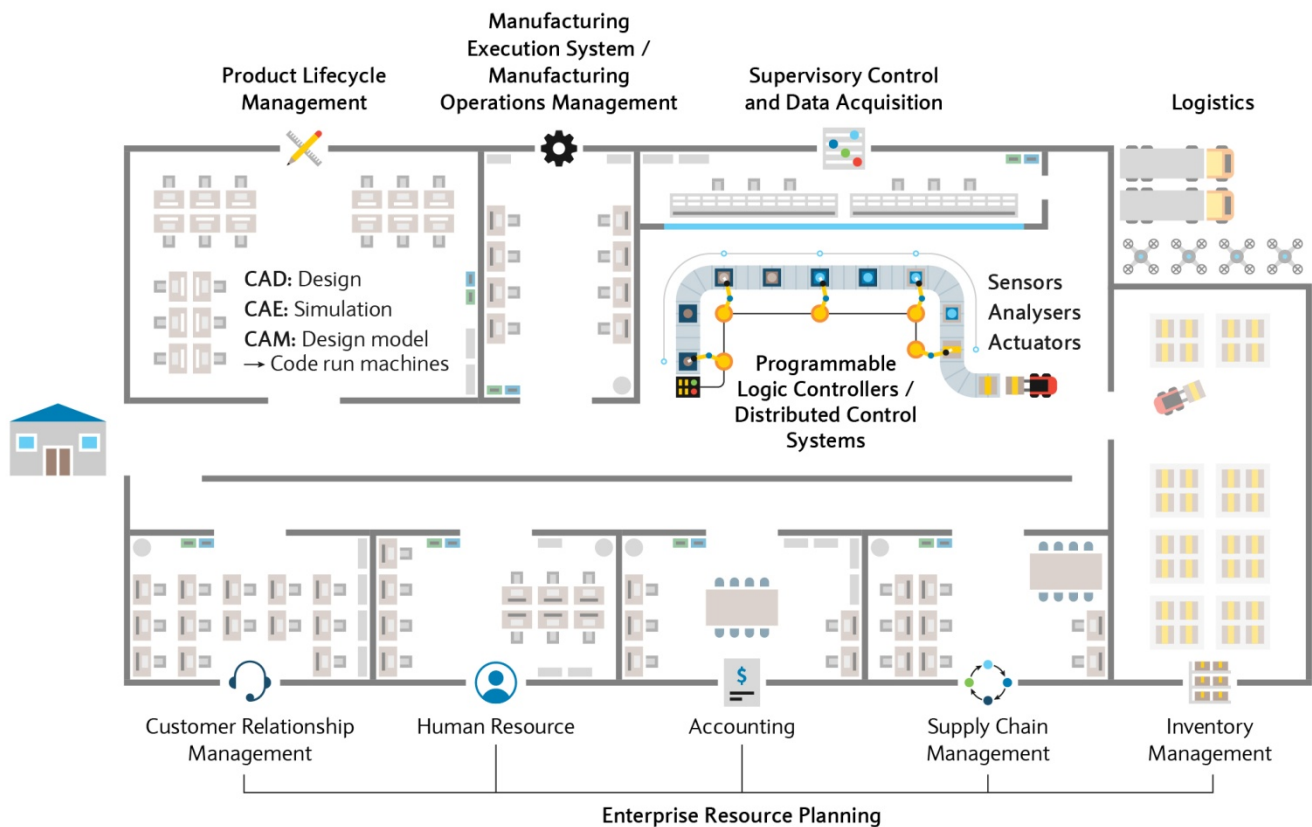 Product Lifecycle
Management
Manufacturing
Execution System /
Manufacturing
Operations Management
Supervisory Control
and Data Acquisition
Logistics
CAD: Design
CAE: Simulation
CAM: Design model
→ Code run machines
Sensors
Analysers
Actuators
Programmable
Logic Controllers /
Distributed Control
Systems
$
Customer Relationship
Management
Human Resource
Accounting
Supply Chain
Management
Inventory
Management
Enterprise Resource Planning